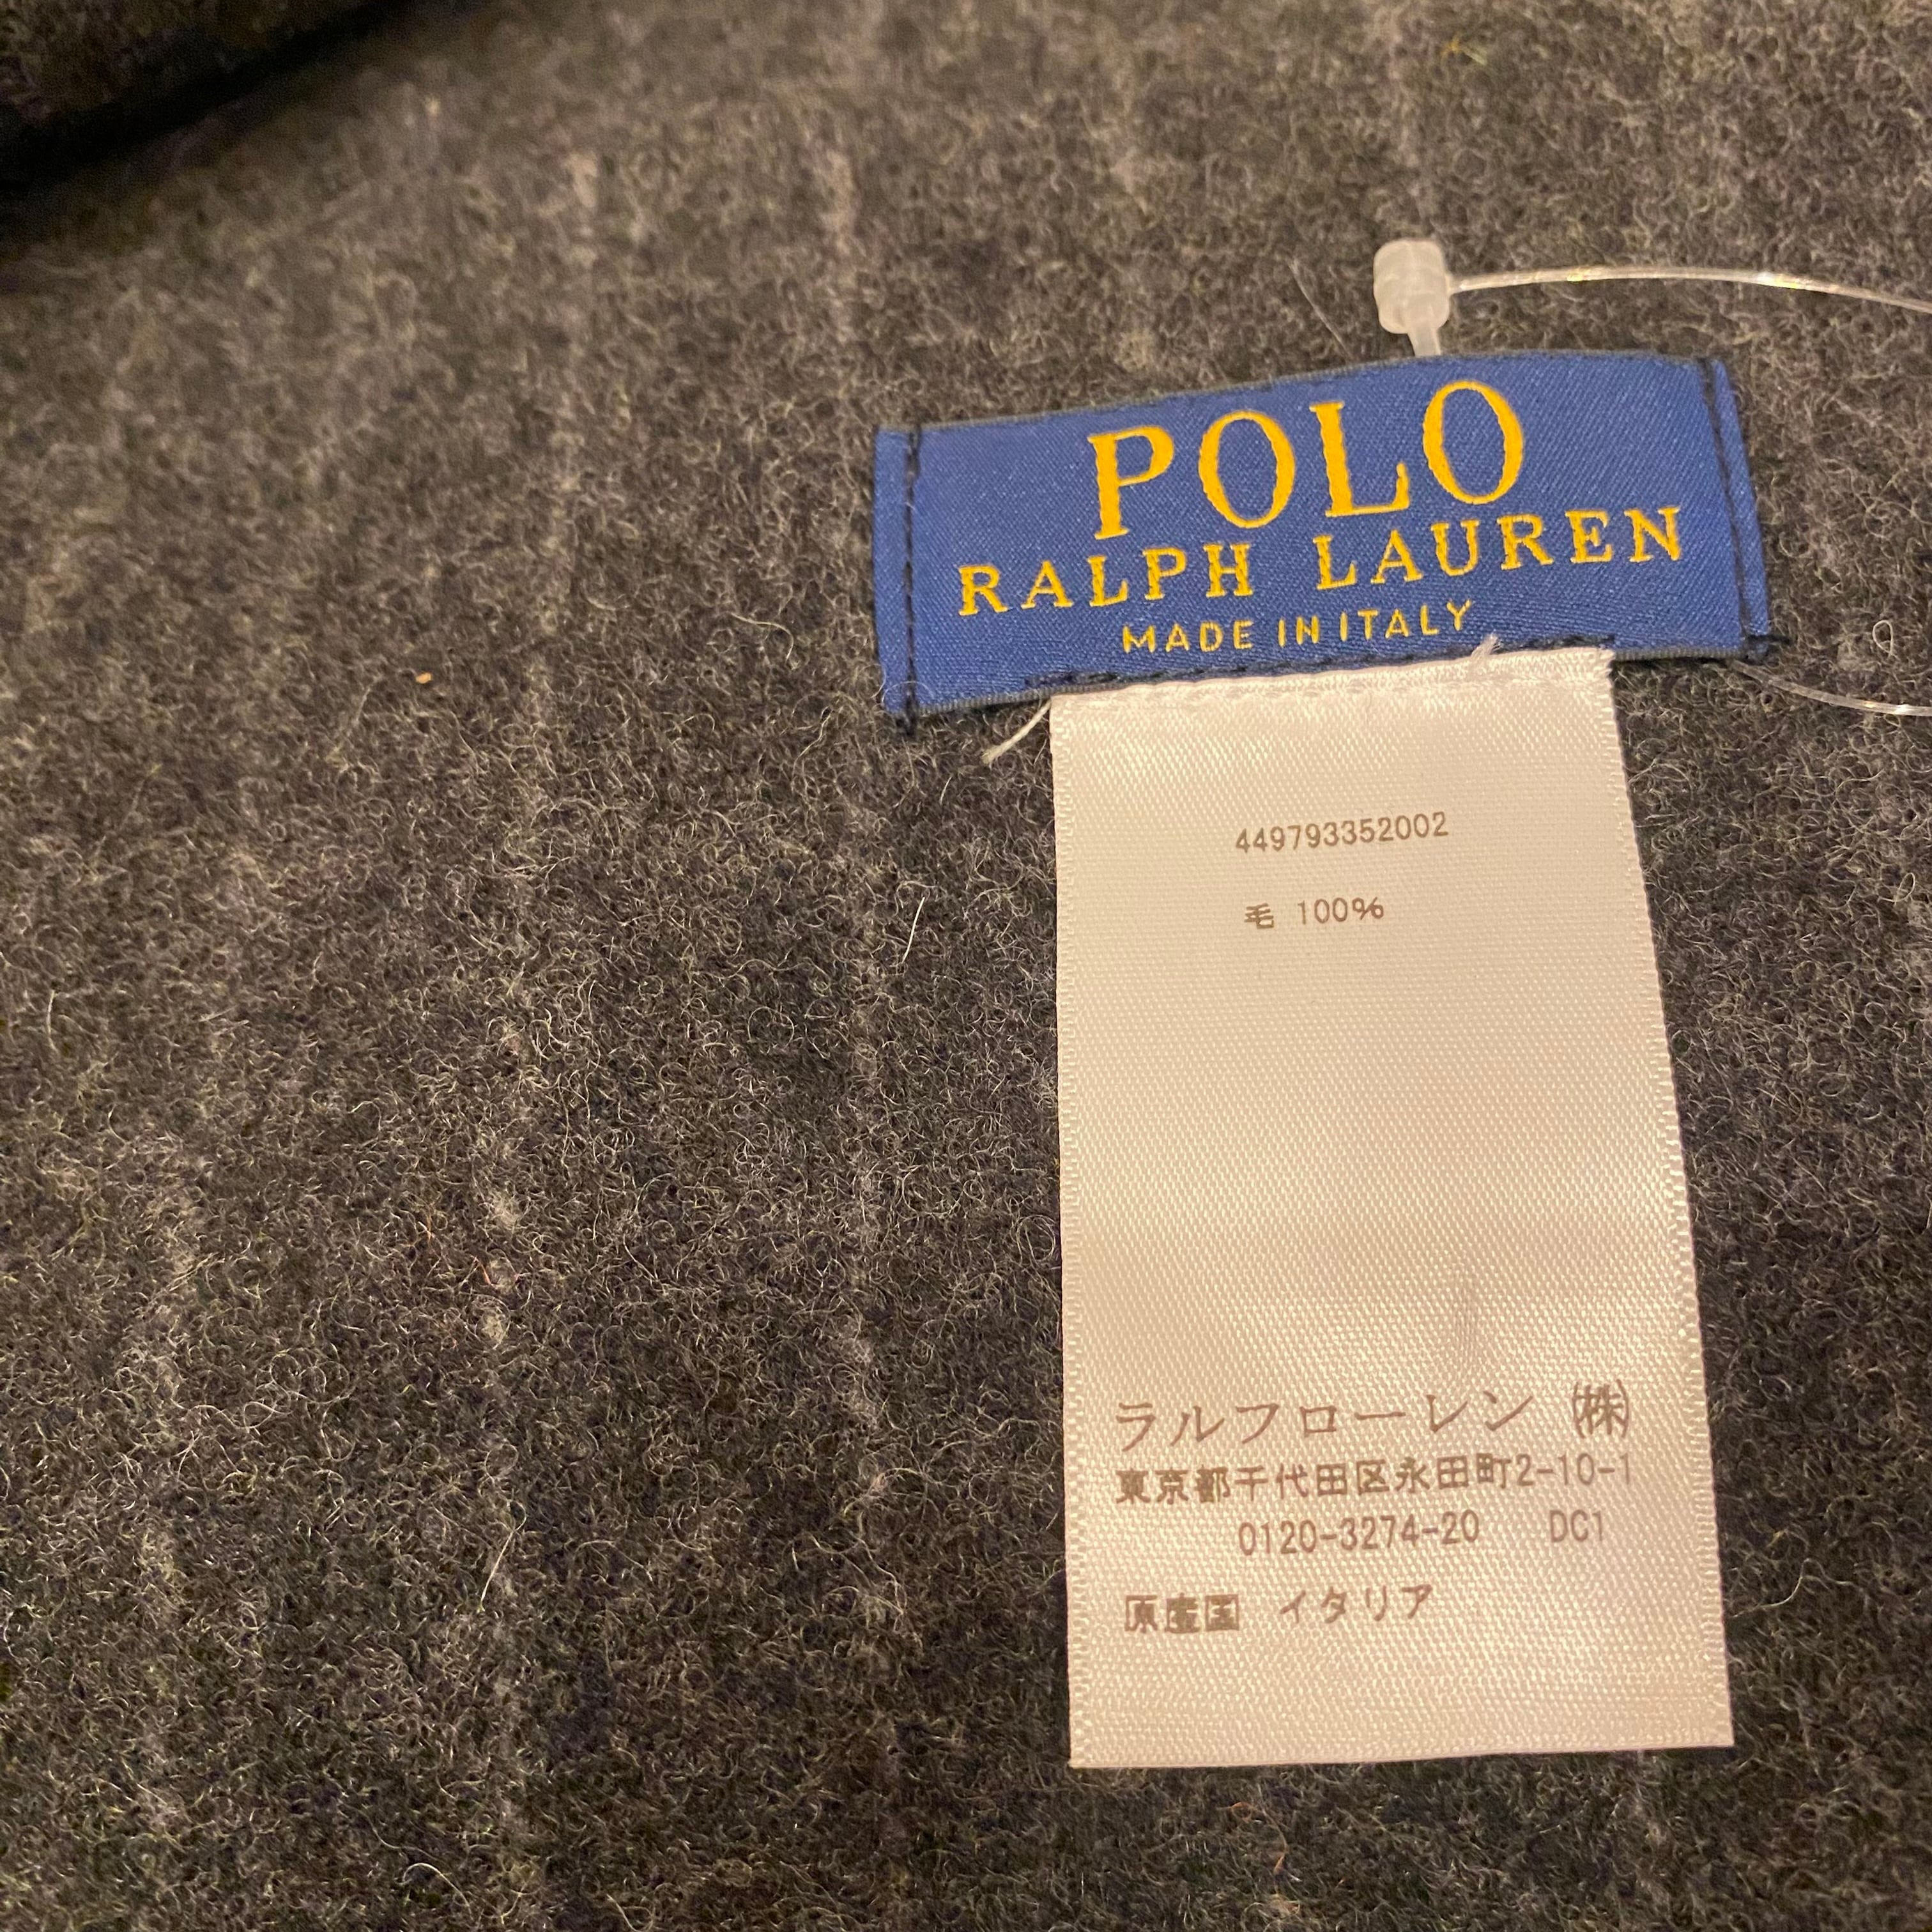 POLO
RALPH LAUREN
MADE IN ITALY
449793352002
毛 100%
ラルフローレン ㈱
東京都千代田区永田町2-10-1
0120-3274-20 DC1
原産国 イタリア